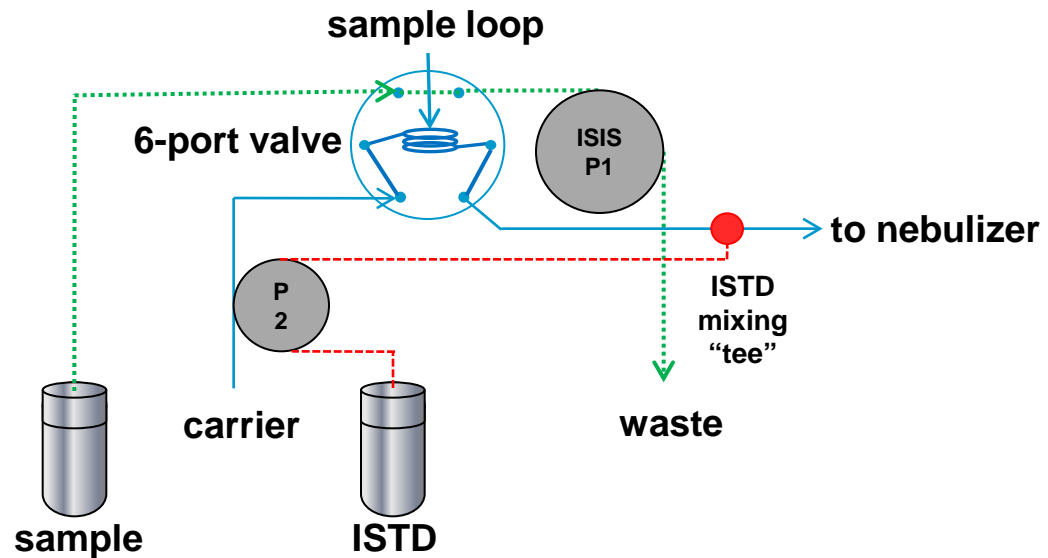 sample loop
6-port valve
ISIS
P1
to nebulizer
P
2
ISTD
mixing
“tee”
carrier
waste
sample
ISTD